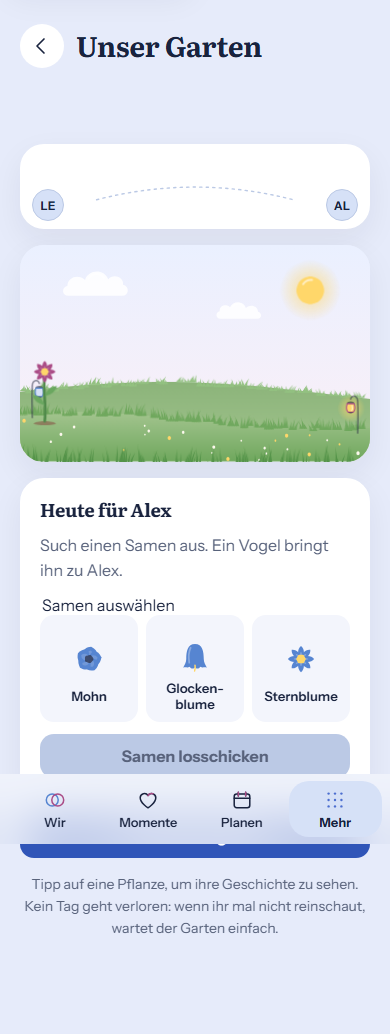 Unser Garten
LE
AL
Heute für Alex
Such einen Samen aus. Ein Vogel bringt
ihn zu Alex.
Samen auswählen
Mohn
Glocken-
blume
Sternblume
Samen losschicken
Wir
Momente
Planen
Mehr
Tipp auf eine Pflanze, um ihre Geschichte zu sehen.
Kein Tag geht verloren: wenn ihr mal nicht reinschaut,
wartet der Garten einfach.